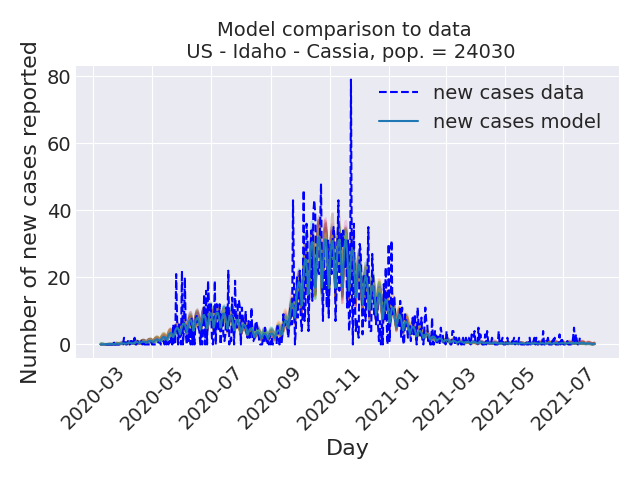 Model comparison to data
US - Idaho - Cassia, pop. = 24030
Number of new cases reported
80
60
40
20
0
new cases data
new cases model
2020-03
2020-05
2020-07
2020-09
2020-11
2021-01
2021-03
2021-05
2021-07
Day